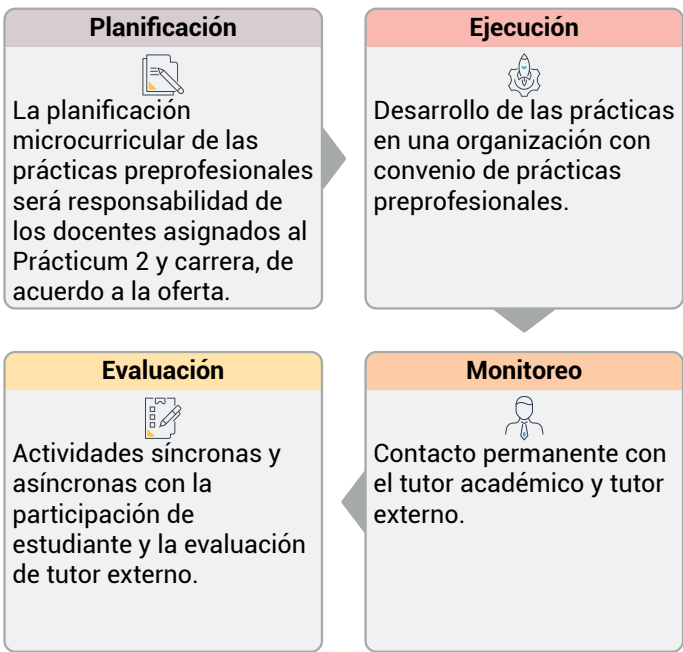 Planificación
La planificación
microcurricular de las
prácticas preprofesionales
será responsabilidad de
los docentes asignados al
Prácticum 2 y carrera, de
acuerdo a la oferta.
Ejecución
Desarrollo de las prácticas
en una organización con
convenio de prácticas
preprofesionales.
Monitoreo
Contacto permanente con
el tutor académico y tutor
externo.
Evaluación
Actividades síncronas y
asíncronas con la
participación de
estudiante y la evaluación
de tutor externo.